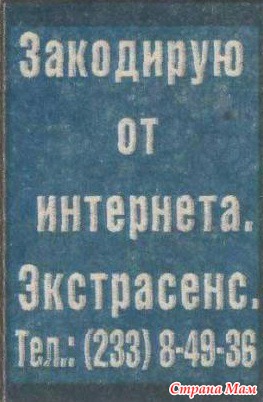 Закодирую
от
интернета.
Экстрасенс.
Тел.: (233) 8-49-36
Страна Мам